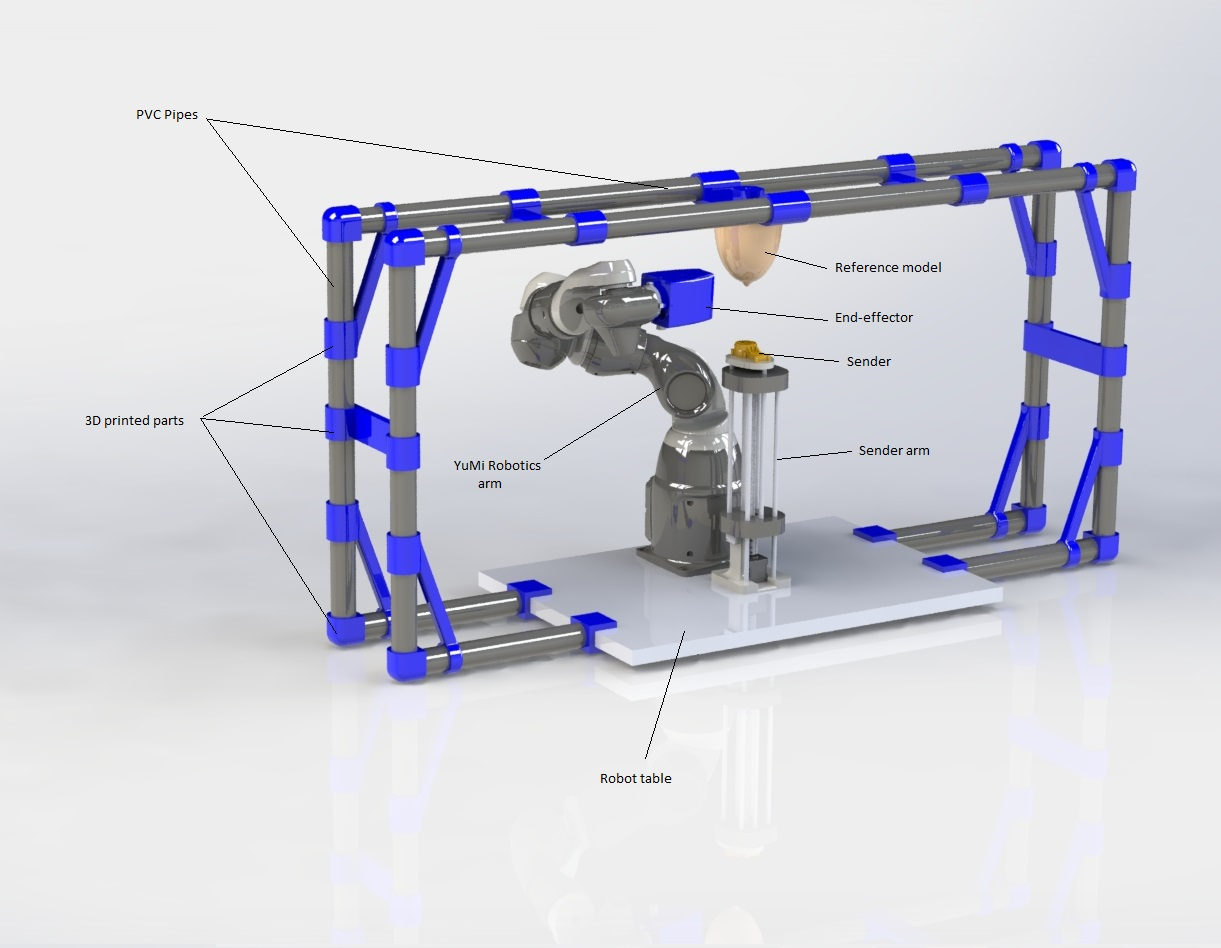 PVC Pipes
Reference model
End-effector
Sender
3D printed parts
Sender arm
YuMi Robotics
arm
Robot table